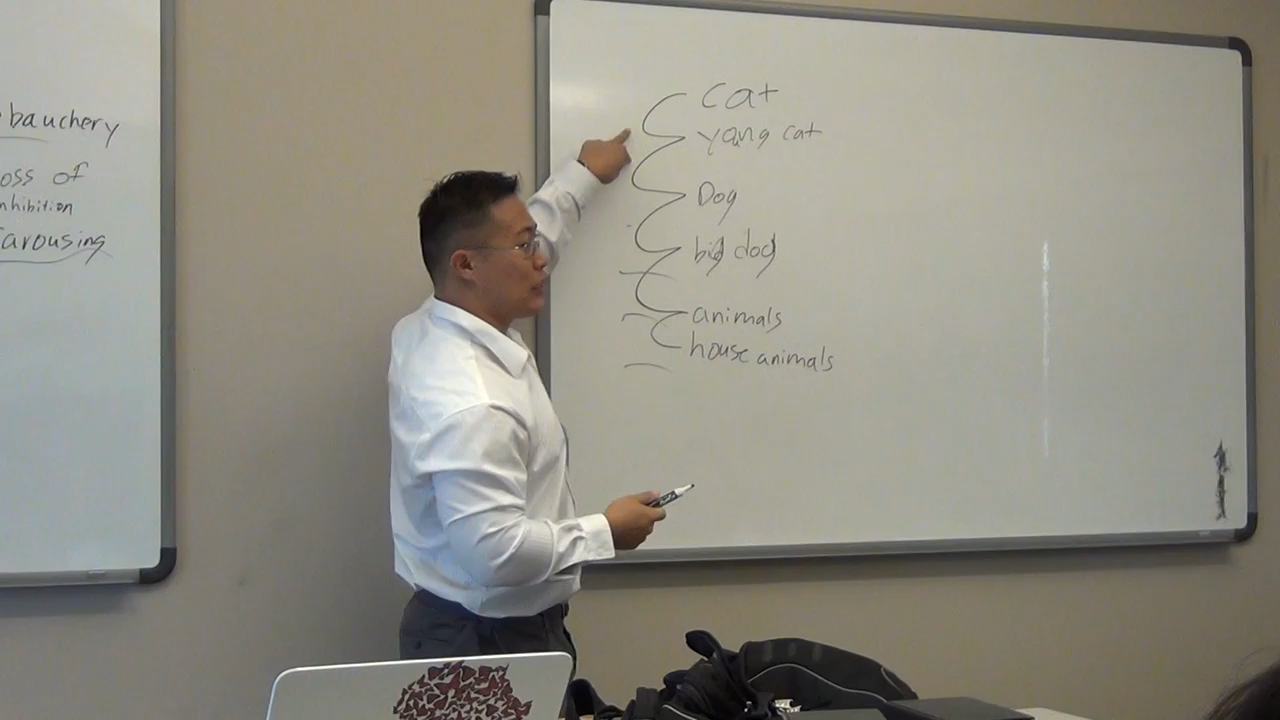 bauchery
oss of
nhibition
arousing
cat
young cat
Dog
big dog
animals
house animals